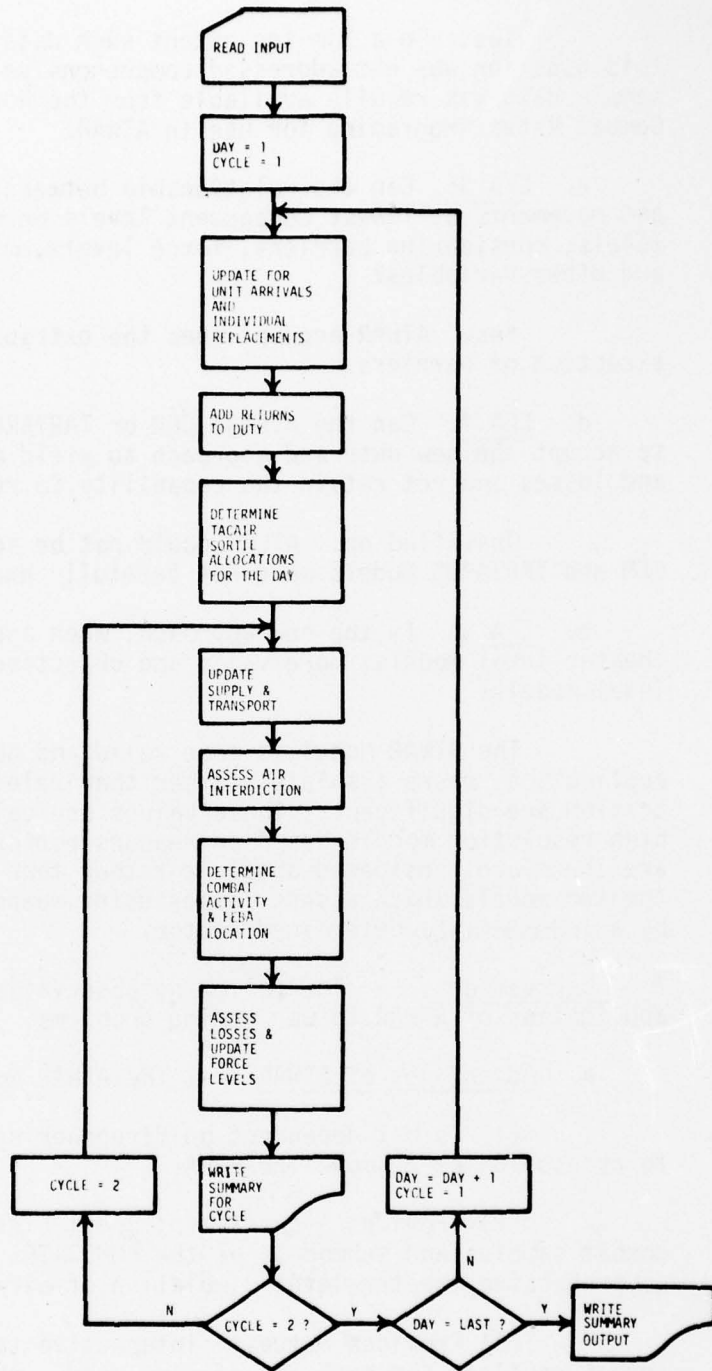 READ INPUT
DAY = 1
CYCLE = 1
UPDATE FOR
UNIT ARRIVALS
AND
INDIVIDUAL
REPLACEMENTS
ADD RETURNS
TO DUTY
DETERMINE
TACAIR
SORTIE
ALLOCATIONS
FOR THE DAY
UPDATE
SUPPLY &
TRANSPORT
ASSESS AIR
INTERDICTION
DETERMINE
COMBAT
ACTIVITY
& FEBA
LOCATION
ASSESS
LOSSES &
UPDATE
FORCE
LEVELS
CYCLE = 2
WRITE
SUMMARY
FOR
CYCLE
DAY = DAY + 1
CYCLE = 1
N
CYCLE = 2 ?
Y
N
DAY = LAST ?
Y
WRITE
SUMMARY
OUTPUT